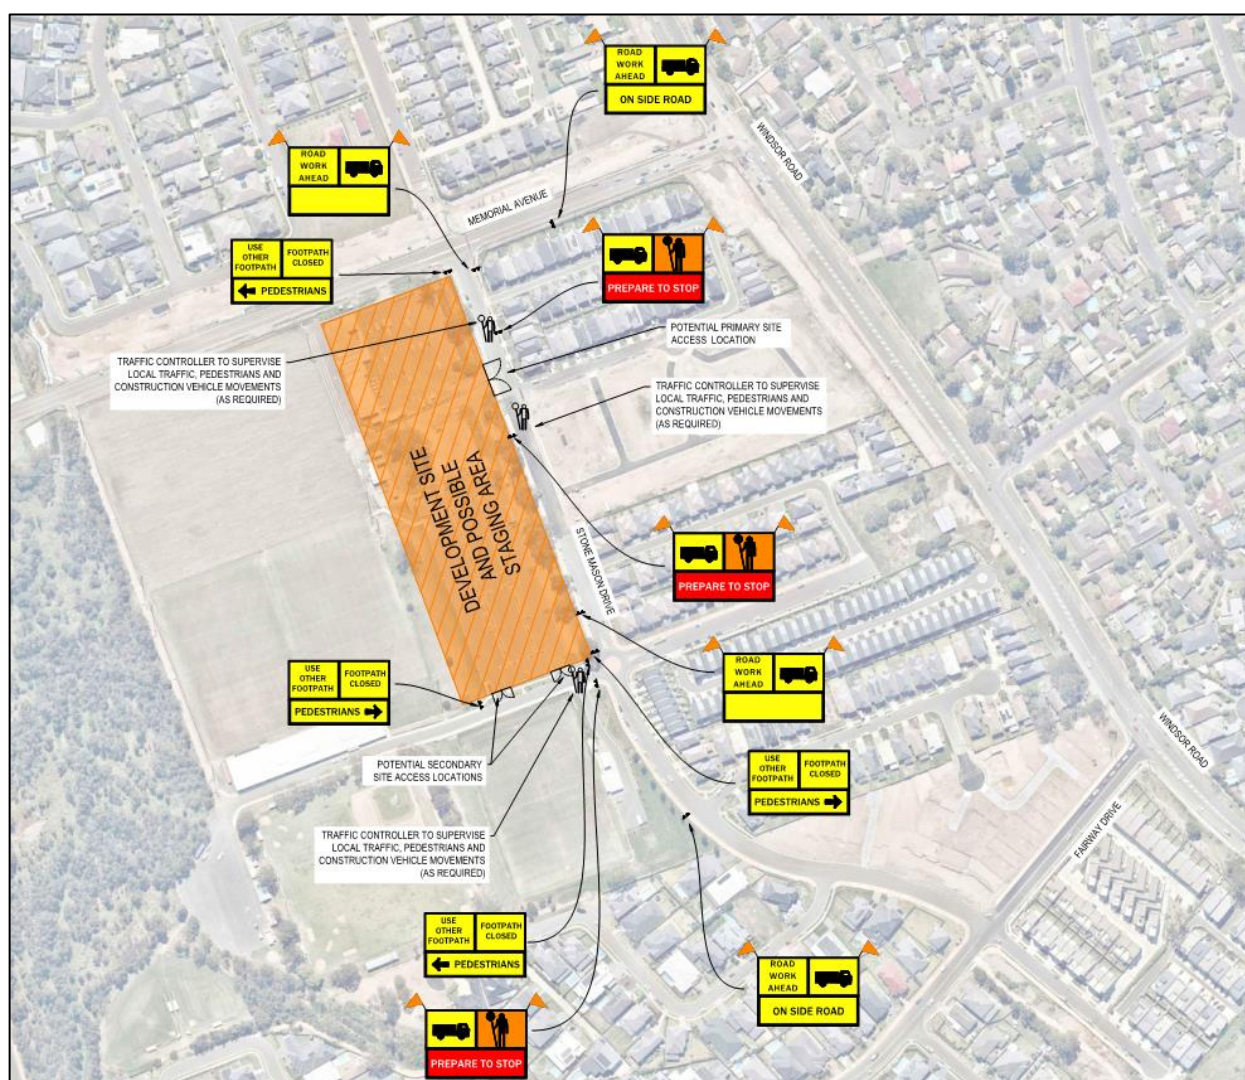 ROAD
WORK
AHEAD
ON SIDE ROAD
WINDSOR ROAD
ROAD
WORK
AHEAD
MEMORIAL AVENUE
USE
OTHER
FOOTPATH
FOOTPATH
CLOSED
PEDESTRIANS
PREPARE TO STOP
POTENTIAL PRIMARY SITE
ACCESS LOCATION
TRAFFIC CONTROLLER TO SUPERVISE
LOCAL TRAFFIC, PEDESTRIANS AND
CONSTRUCTION VEHICLE MOVEMENTS
(AS REQUIRED)
TRAFFIC CONTROLLER TO SUPERVISE
LOCAL TRAFFIC, PEDESTRIANS AND
CONSTRUCTION VEHICLE MOVEMENTS
(AS REQUIRED)
DEVELOPMENT SITE
AND POSSIBLE
STAGING AREA
STONE MASON DRIVE
PREPARE TO STOP
ROAD
WORK
AHEAD
USE
OTHER
FOOTPATH
FOOTPATH
CLOSED
PEDESTRIANS
WINDSOR ROAD
POTENTIAL SECONDARY
SITE ACCESS LOCATIONS
USE
OTHER
FOOTPATH
FOOTPATH
CLOSED
PEDESTRIANS
FAIRWAY DRIVE
TRAFFIC CONTROLLER TO SUPERVISE
LOCAL TRAFFIC, PEDESTRIANS AND
CONSTRUCTION VEHICLE MOVEMENTS
(AS REQUIRED)
USE
OTHER
FOOTPATH
FOOTPATH
CLOSED
PEDESTRIANS
ROAD
WORK
AHEAD
ON SIDE ROAD
PREPARE TO STOP